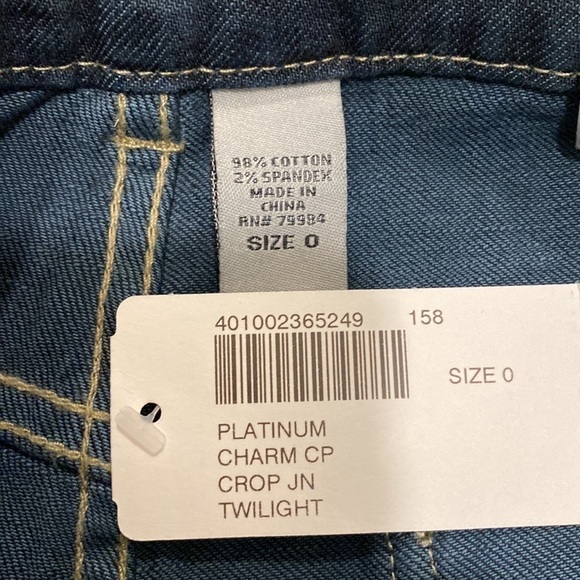 98% COTTON
2% SPANDEX
MADE IN
CHINA
RN# 79984
SIZE 0
401002365249 158
SIZE 0
PLATINUM
CHARM CP
CROP JN
TWILIGHT